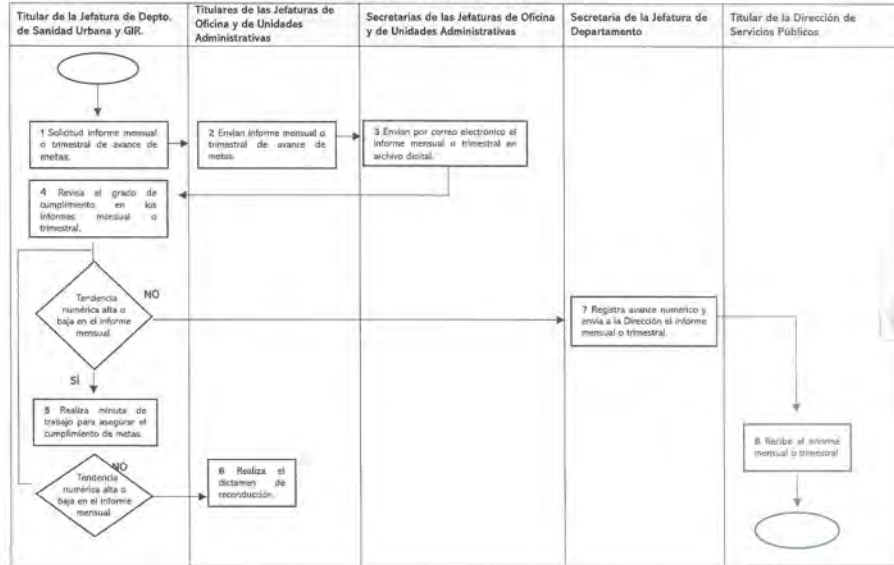 Titular de la Jefatura de Depto.
de Sanidad Urbana y GIR.
Titulares de las Jefaturas de
Oficina y de Unidades
Administrativas
Secretarias de las Jefaturas de Oficina
y de Unidades Administrativas
Secretaria de la Jefatura de
Departamento
Titular de la Dirección de
Servicios Públicos
1 Solicitud informe mensual
o trimestral de avance de
metas.
2 Envían informe mensual o
trimestral de avance de
metas.
3 Envían por correo electrónico el
informe mensual o trimestral en
archivo digital.
4 Revisa el grado de
cumplimiento en los
informes mensual o
trimestral.
Tendencia
numérica alta o
baja en el informe
mensual
NO
7 Registra avance numérico y
envía a la Dirección el informe
mensual o trimestral.
SÍ
5 Realiza minuta de
trabajo para asegurar el
cumplimiento de metas.
8 Recibe el informe
mensual o trimestral
NO
Tendencia
numérica alta o
baja en el informe
mensual
6 Realiza el
dictamen de
reconducción.